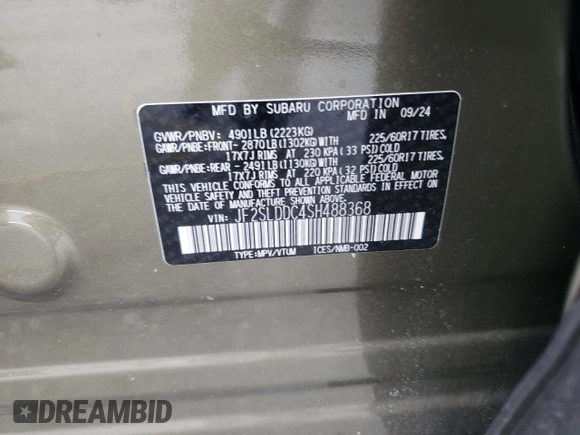 MFD BY SUBARU CORPORATION
MFD IN 09/24
GVWR/PNBV: 4901LB(2223KG)
GAWR/PNBE:FRONT- 2870LB(1302KG)WITH 225/60R17 TIRES,
17X7J RIMS AT 230 KPA(33 PSI)COLD
GAWR/PNBE:REAR - 2491LB(1130KG)WITH 225/60R17 TIRES,
17X7J RIMS AT 220 KPA(32 PSI)COLD
THIS VEHICLE CONFORMS TO ALL APPLICABLE FEDERAL MOTOR
VEHICLE SAFETY STANDARDS IN EFFECT ON THE DATE OF
MANUFACTURE SHOWN ABOVE.
VIN: JF2SLDDC4SH488368
TYPE:MPV/VTUM ICES/NMB-002
DREAMBID